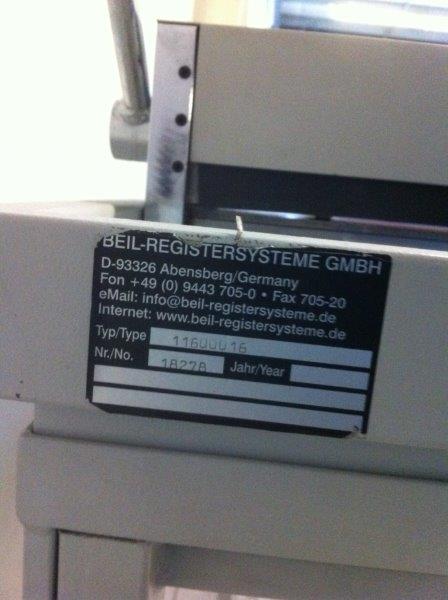 BEIL-REGISTERSYSTEME GMBH
D-93326 Abensberg/Germany
Fon +49 (0) 9443 705-0 • Fax 705-20
eMail: info@beil-registersysteme.de
Internet: www.beil-registersysteme.de
Typ/Type 11600016
Nr./No. 18278 Jahr/Year